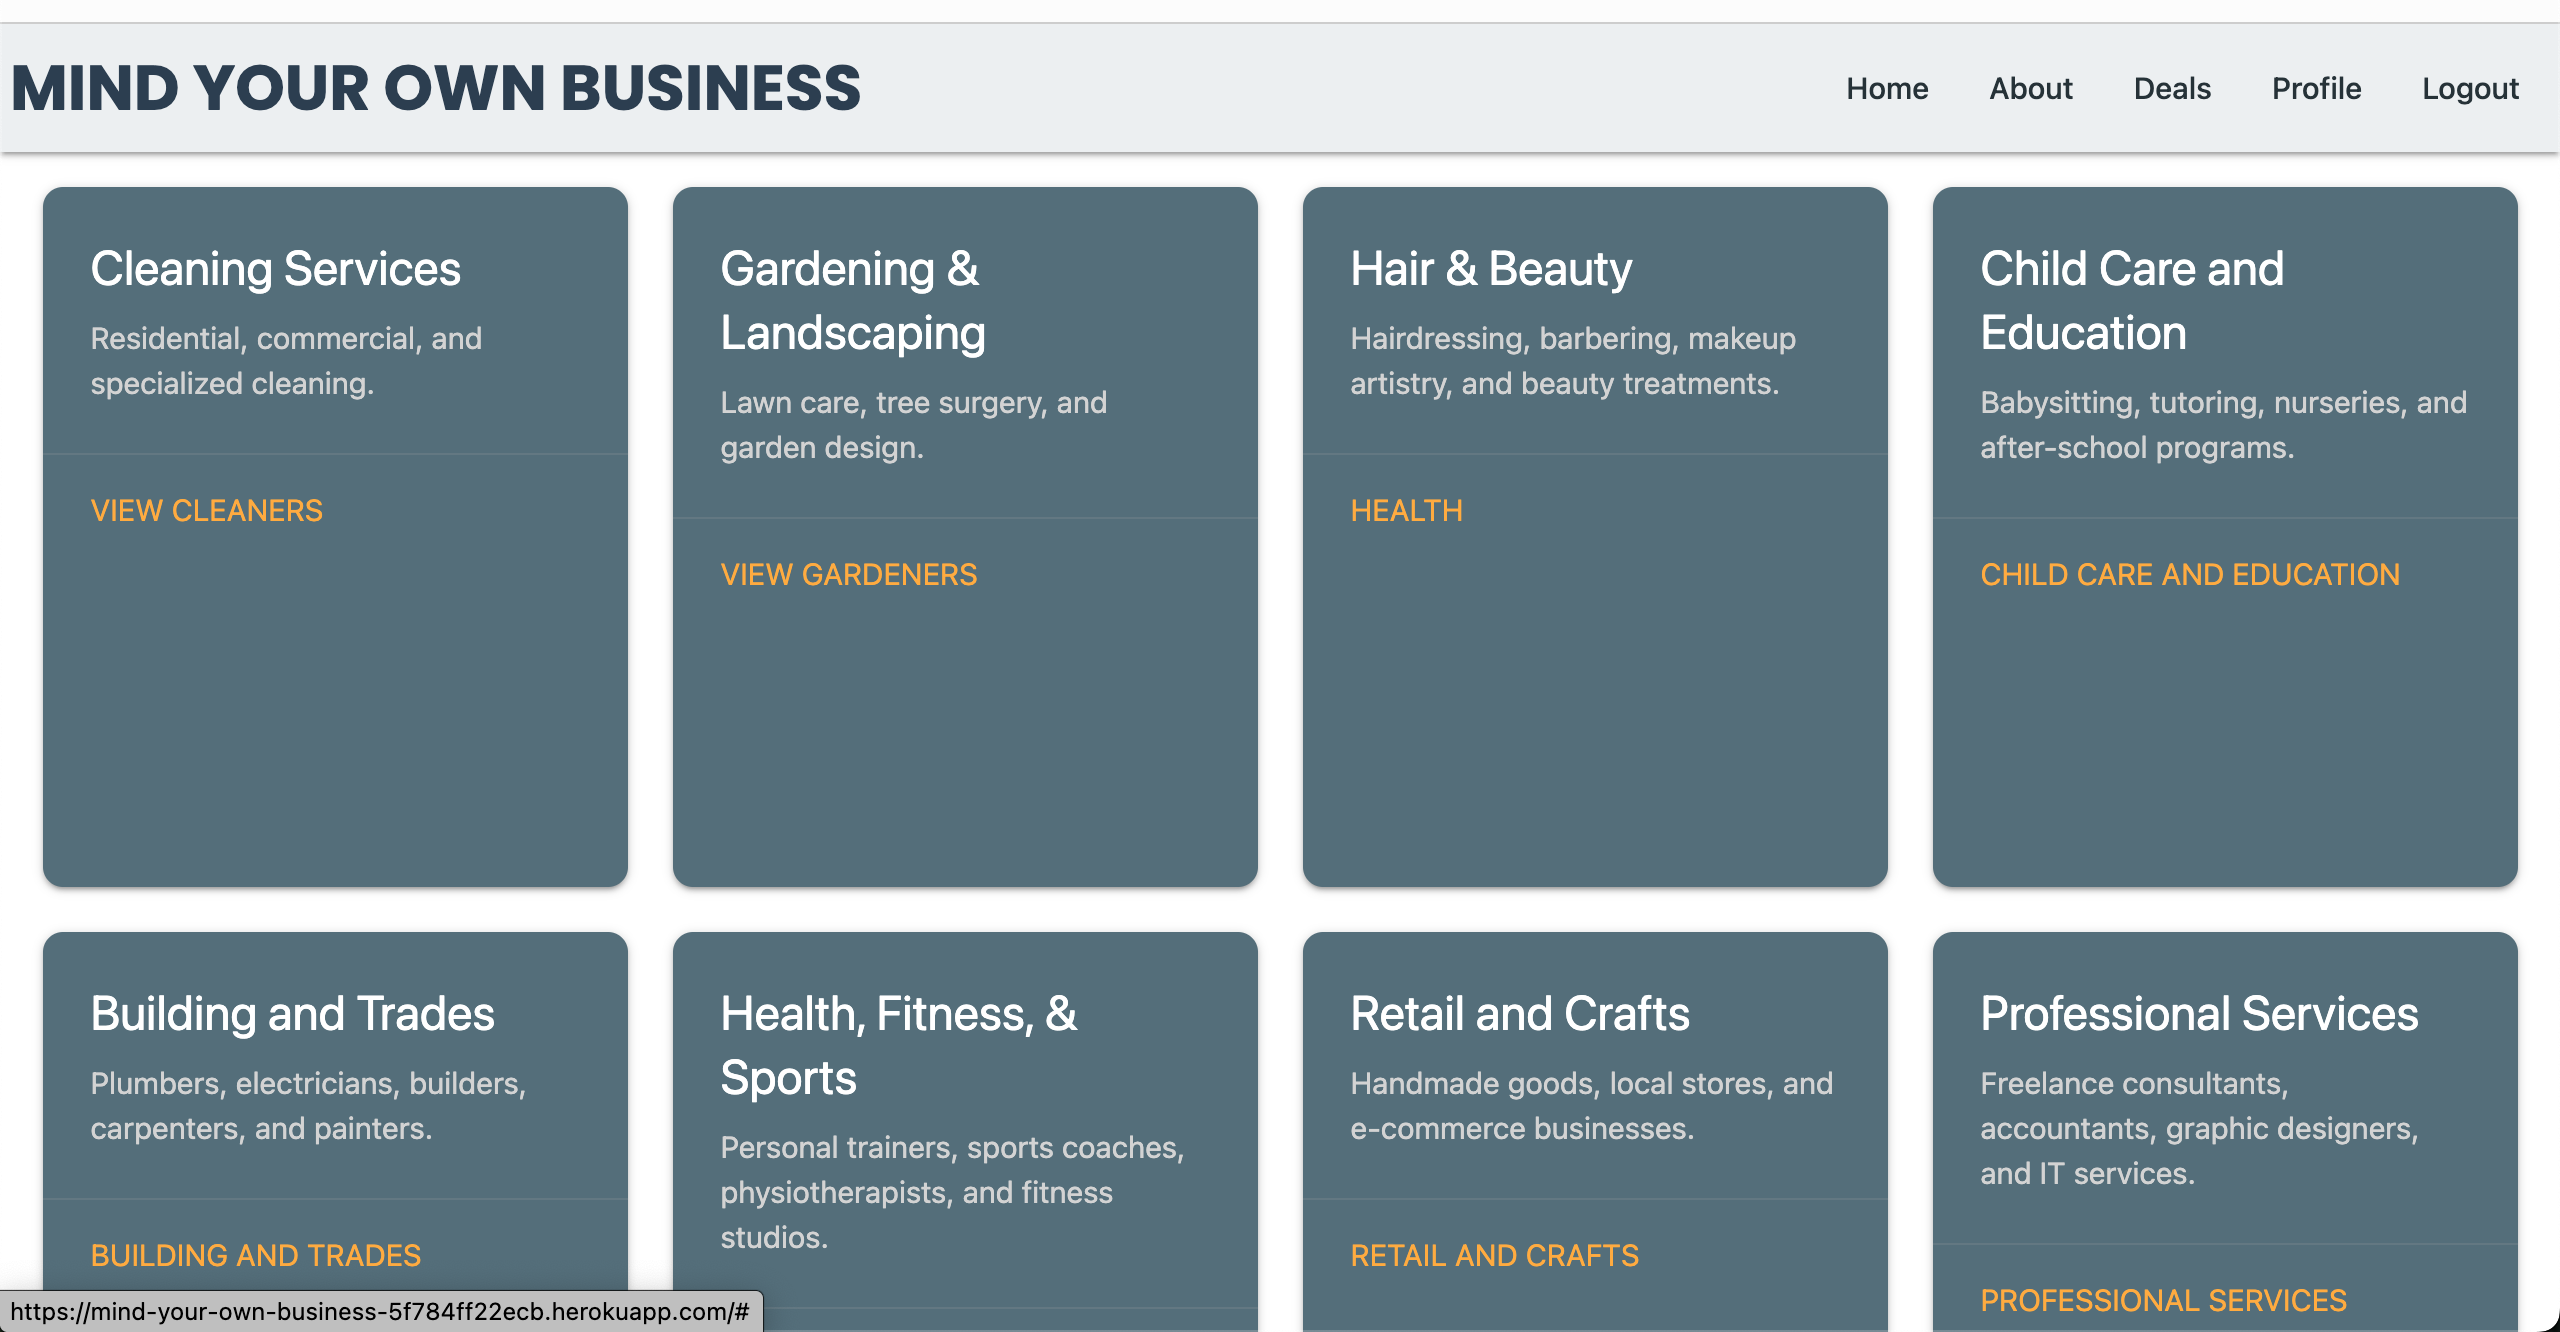 MIND YOUR OWN BUSINESS
Home
About
Deals
Profile
Logout
Cleaning Services
Residential, commercial, and
specialized cleaning.
VIEW CLEANERS
Gardening &
Landscaping
Lawn care, tree surgery, and
garden design.
VIEW GARDENERS
Hair & Beauty
Hairdressing, barbering, makeup
artistry, and beauty treatments.
HEALTH
Child Care and
Education
Babysitting, tutoring, nurseries, and
after-school programs.
CHILD CARE AND EDUCATION
Building and Trades
Plumbers, electricians, builders,
carpenters, and painters.
BUILDING AND TRADES
Health, Fitness, &
Sports
Personal trainers, sports coaches,
physiotherapists, and fitness
studios.
Retail and Crafts
Handmade goods, local stores, and
e-commerce businesses.
RETAIL AND CRAFTS
Professional Services
Freelance consultants,
accountants, graphic designers,
and IT services.
PROFESSIONAL SERVICES
https://mind-your-own-business-5f784ff22ecb.herokuapp.com/#